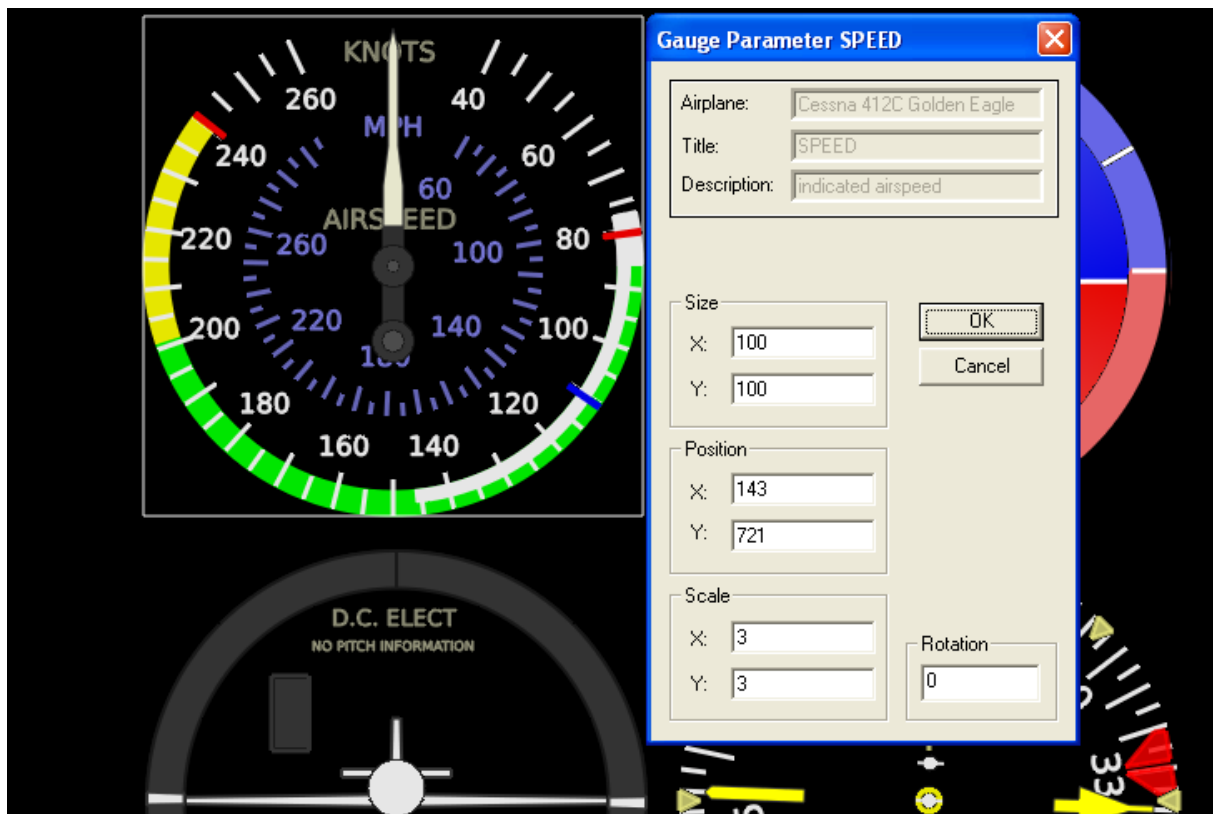 KNOTS
260
40
MPH
240
60
60
AIRSPEED
220
260
100
80
200
220
140
100
180
180
120
160
140
D.C. ELECT
NO PITCH INFORMATION
Gauge Parameter SPEED
Airplane: Cessna 412C Golden Eagle
Title: SPEED
Description: indicated airspeed
Size
X: 100
Y: 100
OK
Cancel
Position
X: 143
Y: 721
Scale
X: 3
Y: 3
Rotation
0
33